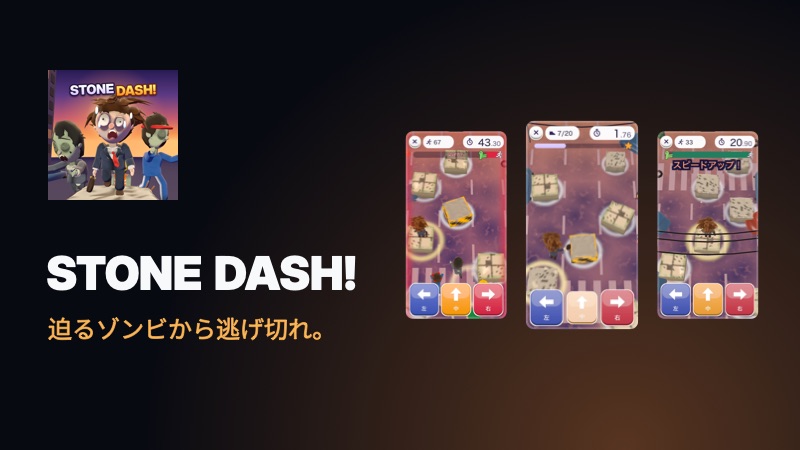 STONE DASH!
STONE DASH!
迫るゾンビから逃げ切れ。
67
43.30
左
中
右
7/20
1.76
左
中
右
33
20.90
スピードアップ！
左
中
右